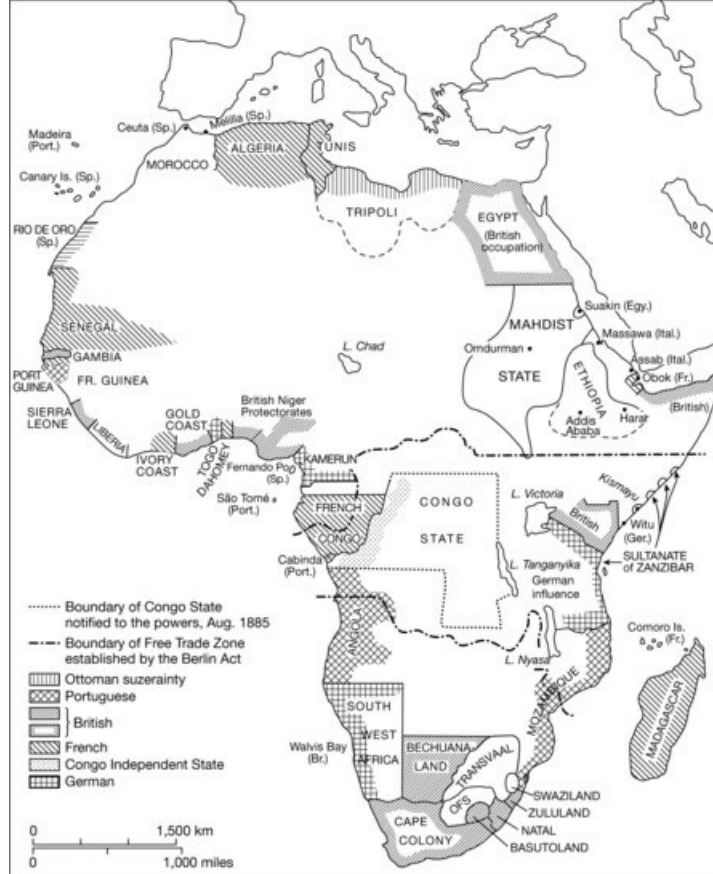 Madeira
(Port.)
Ceuta (Sp.)
Melilla (Sp.)
Canary Is. (Sp.)
MOROCCO
ALGERIA
TUNIS
TRIPOLI
EGYPT
(British
occupation)
RIO DE ORO
(Sp.)
SENEGAL
GAMBIA
PORT
GUINEA
FR. GUINEA
SIERRA
LEONE
LIBERIA
IVORY
COAST
GOLD
COAST
TOGO
DAHOMEY
British Niger
Protectorates
L. Chad
Fernando Po
(Sp.)
São Tomé
(Port.)
KAMERUN
MAHDIST
STATE
Omdurman
Suakin (Egy.)
Massawa (Ital.)
Assab (Ital.)
Obok (Fr.)
(British)
ETHIOPIA
Addis
Ababa
Harar
FRENCH
CONGO
Cabinda
(Port.)
CONGO
STATE
L. Victoria
British
Kismayu
Witu
(Ger.)
SULTANATE
of ZANZIBAR
L. Tanganyika
German
influence
L. Nyasa
Comoro Is.
(Fr.)
ANGOLA
MOZAMBIQUE
MADAGASCAR
SOUTH
WEST
AFRICA
Walvis Bay
(Br.)
BECHUANA-
LAND
TRANSVAAL
OFS
SWAZILAND
ZULULAND
NATAL
BASUTOLAND
CAPE
COLONY
Boundary of Congo State
notified to the powers, Aug. 1885
Boundary of Free Trade Zone
established by the Berlin Act
Ottoman suzerainty
Portuguese
British
French
Congo Independent State
German
0 1,500 km
0 1,000 miles